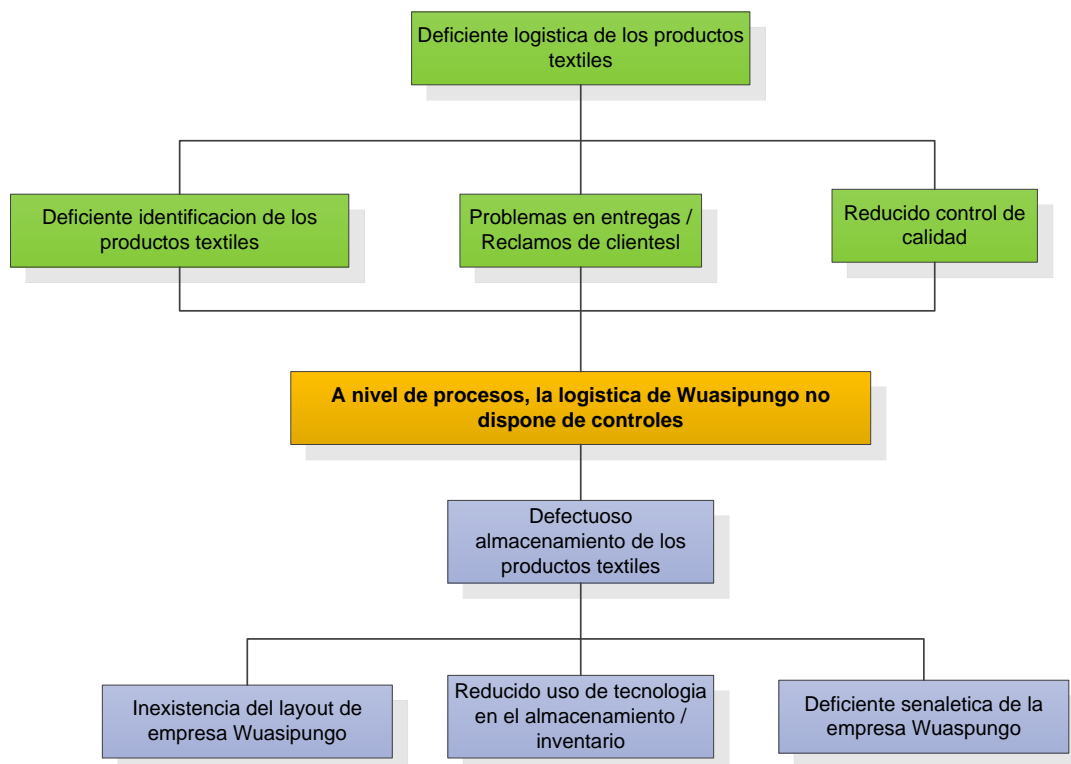 Deficiente logistica de los productos
textiles
Deficiente identificacion de los
productos textiles
Problemas en entregas /
Reclamos de clientesl
Reducido control de
calidad
A nivel de procesos, la logistica de Wuasipungo no
dispone de controles
Defectuoso
almacenamiento de los
productos textiles
Inexistencia del layout de
empresa Wuasipungo
Reducido uso de tecnologia
en el almacenamiento /
inventario
Deficiente senaletica de la
empresa Wuaspungo